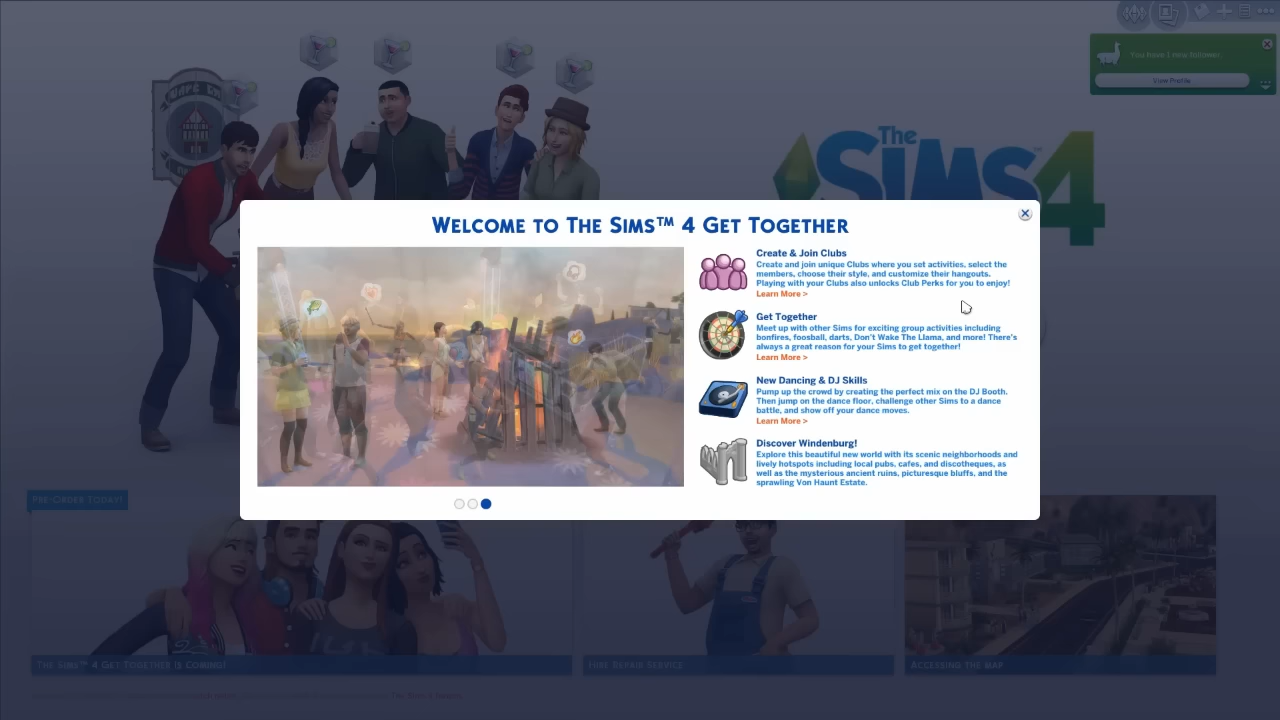 You have 1 new follower.
View Profile
The
SIMS 4
WELCOME TO THE SIMS™ 4 GET TOGETHER
Create & Join Clubs
Create and join unique Clubs where you set activities, select the
members, choose their style, and customize their hangouts.
Playing with your Clubs also unlocks Club Perks for you to enjoy!
Learn More >
Get Together
Meet up with other Sims for exciting group activities including
bonfires, foosball, darts, Don't Wake The Llama, and more! There's
always a great reason for your Sims to get together!
Learn More >
New Dancing & DJ Skills
Pump up the crowd by creating the perfect mix on the DJ Booth.
Then jump on the dance floor, challenge other Sims to a dance
battle, and show off your dance moves.
Learn More >
Discover Windenburg!
Explore this beautiful new world with its scenic neighborhoods and
lively hotspots including local pubs, cafes, and discotheques, as
well as the mysterious ancient ruins, picturesque bluffs, and the
sprawling Von Haunt Estate.
PRE-ORDER TODAY!
THE SIMS™ 4 GET TOGETHER IS COMING!
HIRE REPAIR SERVICE
ACCESSING THE MAP